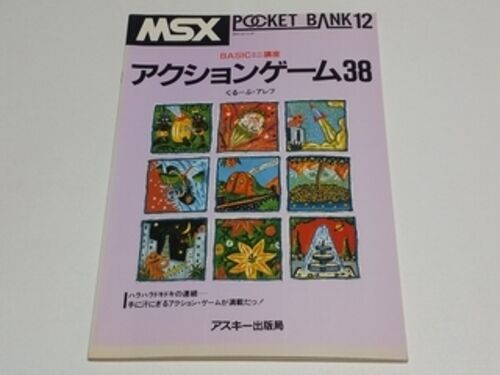 MSX POCKET BANK 12
BASICミニ講座
アクションゲーム38
ぐるーぷ・アレフ
ハラハラドキドキの連続……
手に汗にぎるアクション・ゲームが満載だっ!
アスキー出版局